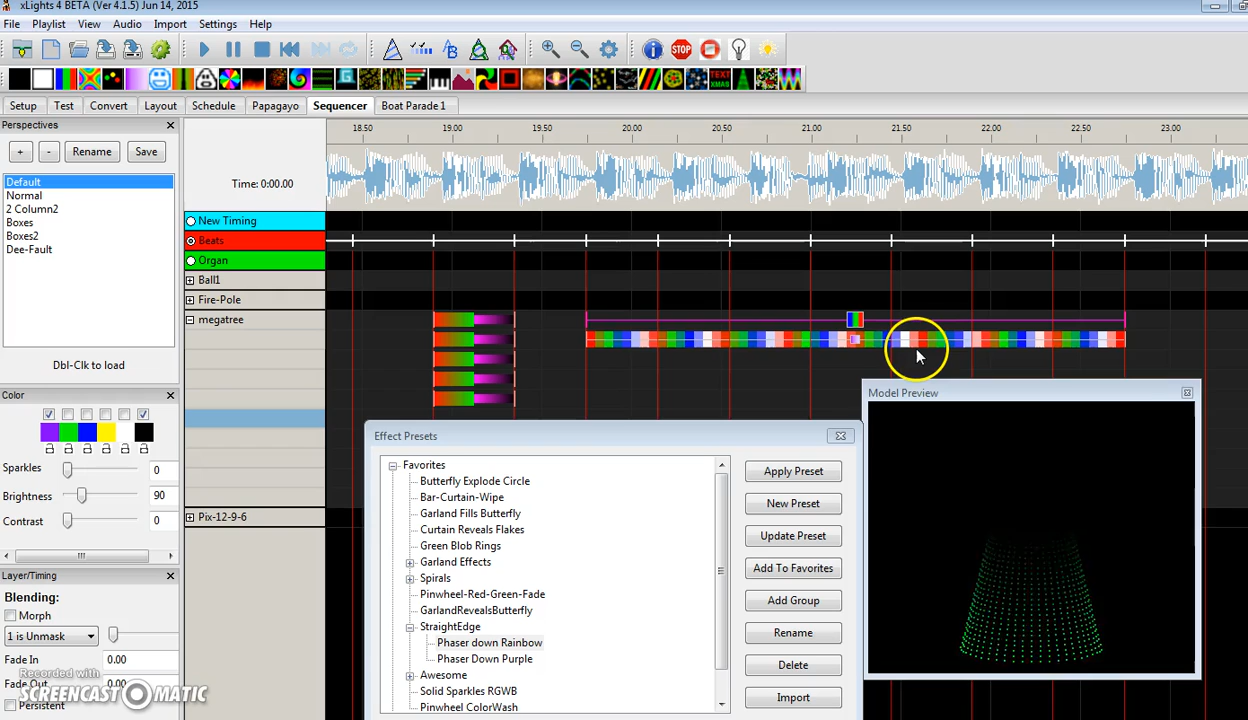 xLights 4 BETA (Ver 4.1.5) Jun 14, 2015
File Playlist View Audio Import Settings Help
TEXT XMAS
Setup Test Convert Layout Schedule Papagayo Sequencer Boat Parade 1
Perspectives
+ - Rename Save
Default
Normal
2 Column2
Boxes
Boxes2
Dee-Fault
Dbl-Clk to load
Color
Sparkles 0
Brightness 90
Contrast 0
Layer/Timing
Blending:
Morph
1 is Unmask
Fade In 0.00
Fade Out 0.00
Persistent
Recorded with
SCREENCAST-O-MATIC
18.50 19.00 19.50 20.00 20.50 21.00 21.50 22.00 22.50 23.00
Time: 0:00.00
New Timing
Beats
Organ
Ball1
Fire-Pole
megatree
Pix-12-9-6
Effect Presets
Favorites
Butterfly Explode Circle
Bar-Curtain-Wipe
Garland Fills Butterfly
Curtain Reveals Flakes
Green Blob Rings
Garland Effects
Spirals
Pinwheel-Red-Green-Fade
GarlandRevealsButterfly
StraightEdge
Phaser down Rainbow
Phaser Down Purple
Awesome
Solid Sparkles RGWB
Pinwheel ColorWash
Apply Preset
New Preset
Update Preset
Add To Favorites
Add Group
Rename
Delete
Import
Model Preview